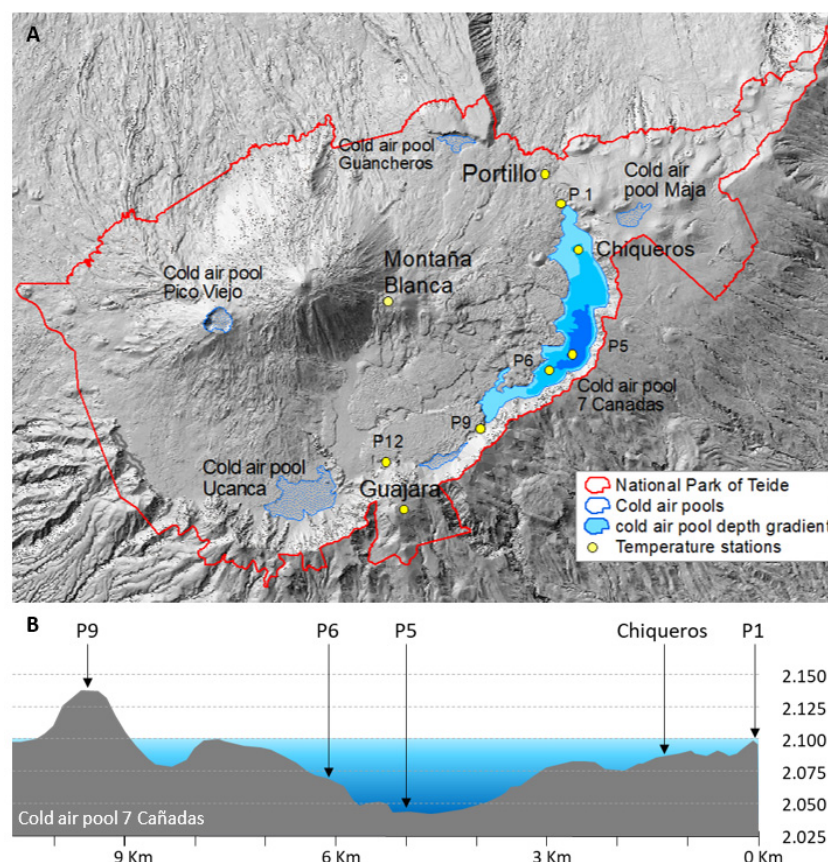 A
Cold air pool
Guancheros
Portillo
P 1
Cold air
pool Maja
Chiqueros
Montaña
Blanca
Cold air pool
Pico Viejo
P6
P5
Cold air pool
7 Canadas
P9
P12
Cold air pool
Ucanca
Guajara
National Park of Teide
Cold air pools
cold air pool depth gradient
Temperature stations
B
P9
P6
P5
Chiqueros
P1
2.150
2.125
2.100
2.075
2.050
2.025
Cold air pool 7 Cañadas
9 Km
6 Km
3 Km
0 Km